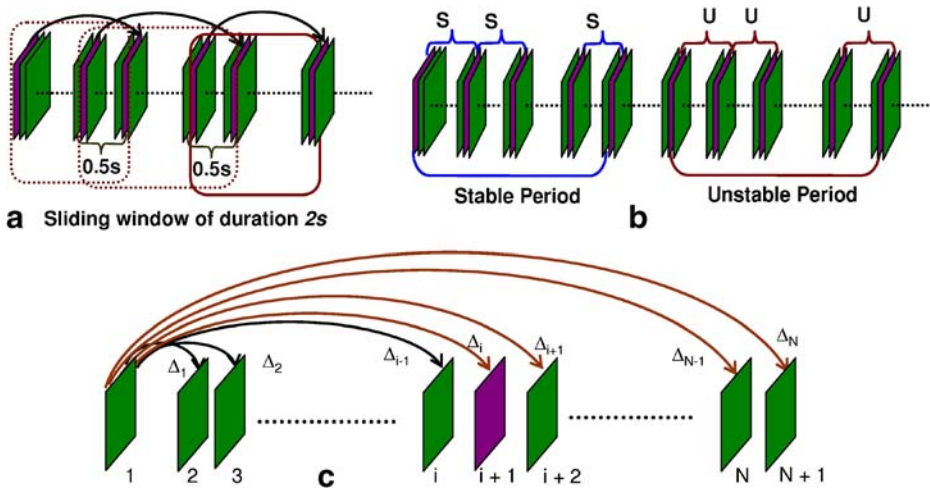 S S S U U U
0.5s 0.5s
Stable Period Unstable Period
a Sliding window of duration 2s b
Δ1 Δ2 Δi-1 Δi Δi+1 ΔN-1 ΔN
1 2 3 c i i + 1 i + 2 N N + 1